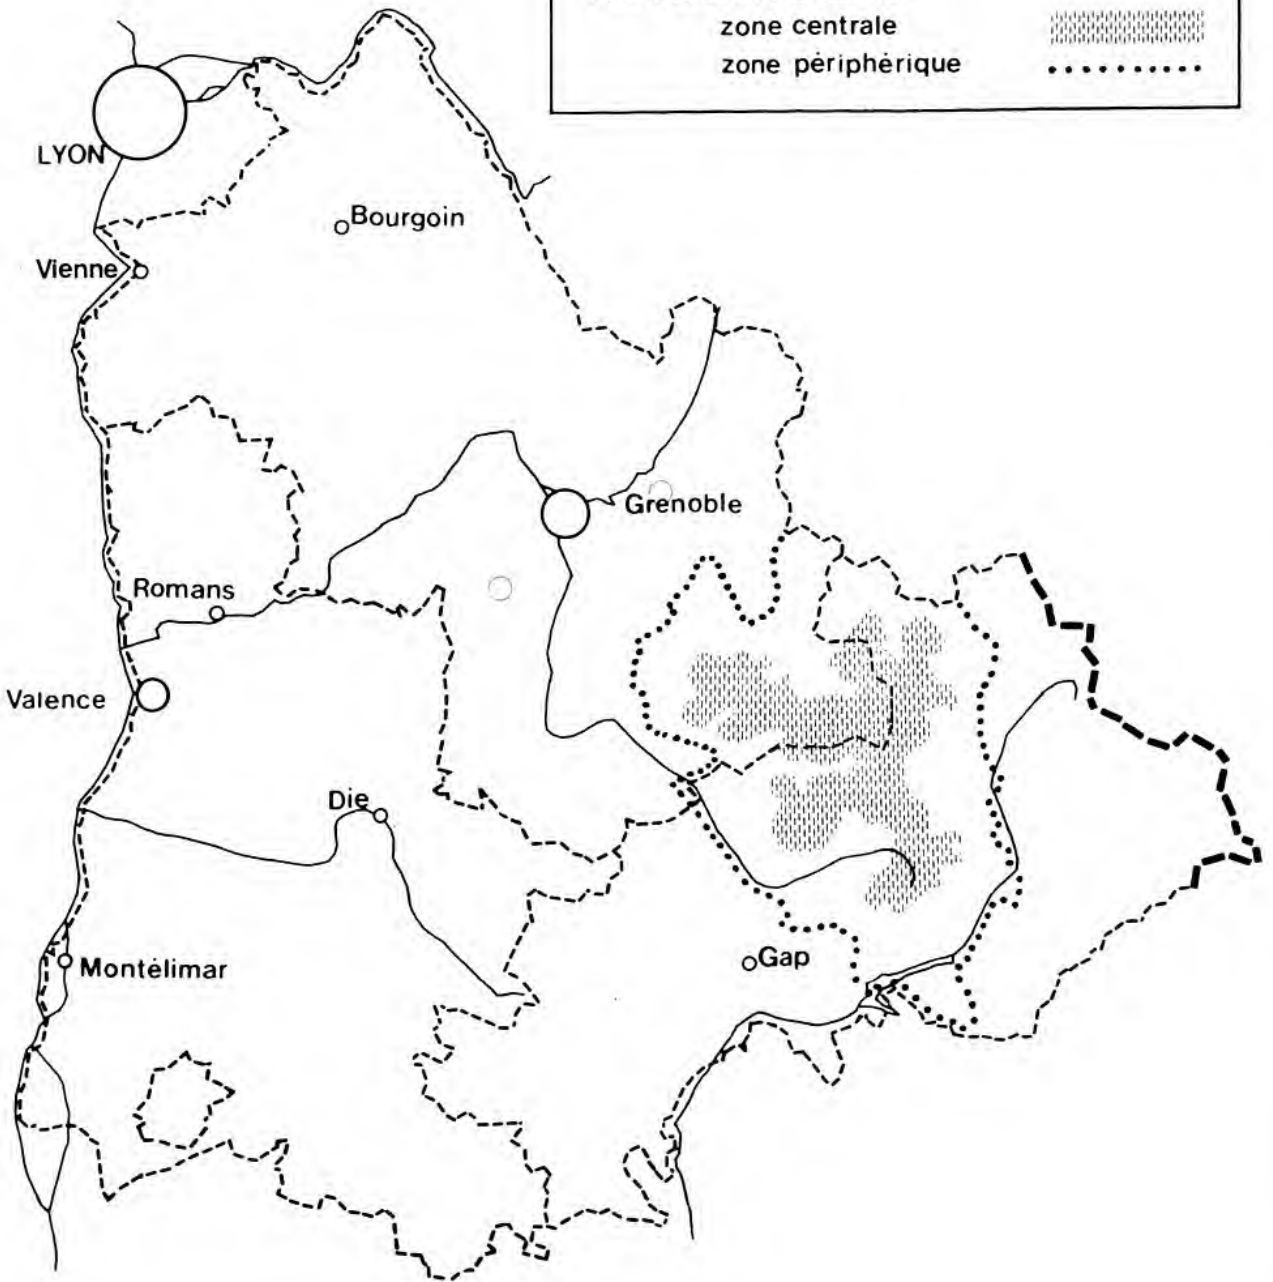 zone centrale
zone périphérique
LYON
Bourgoin
Vienne
Grenoble
Romans
Valence
Die
Gap
Montélimar